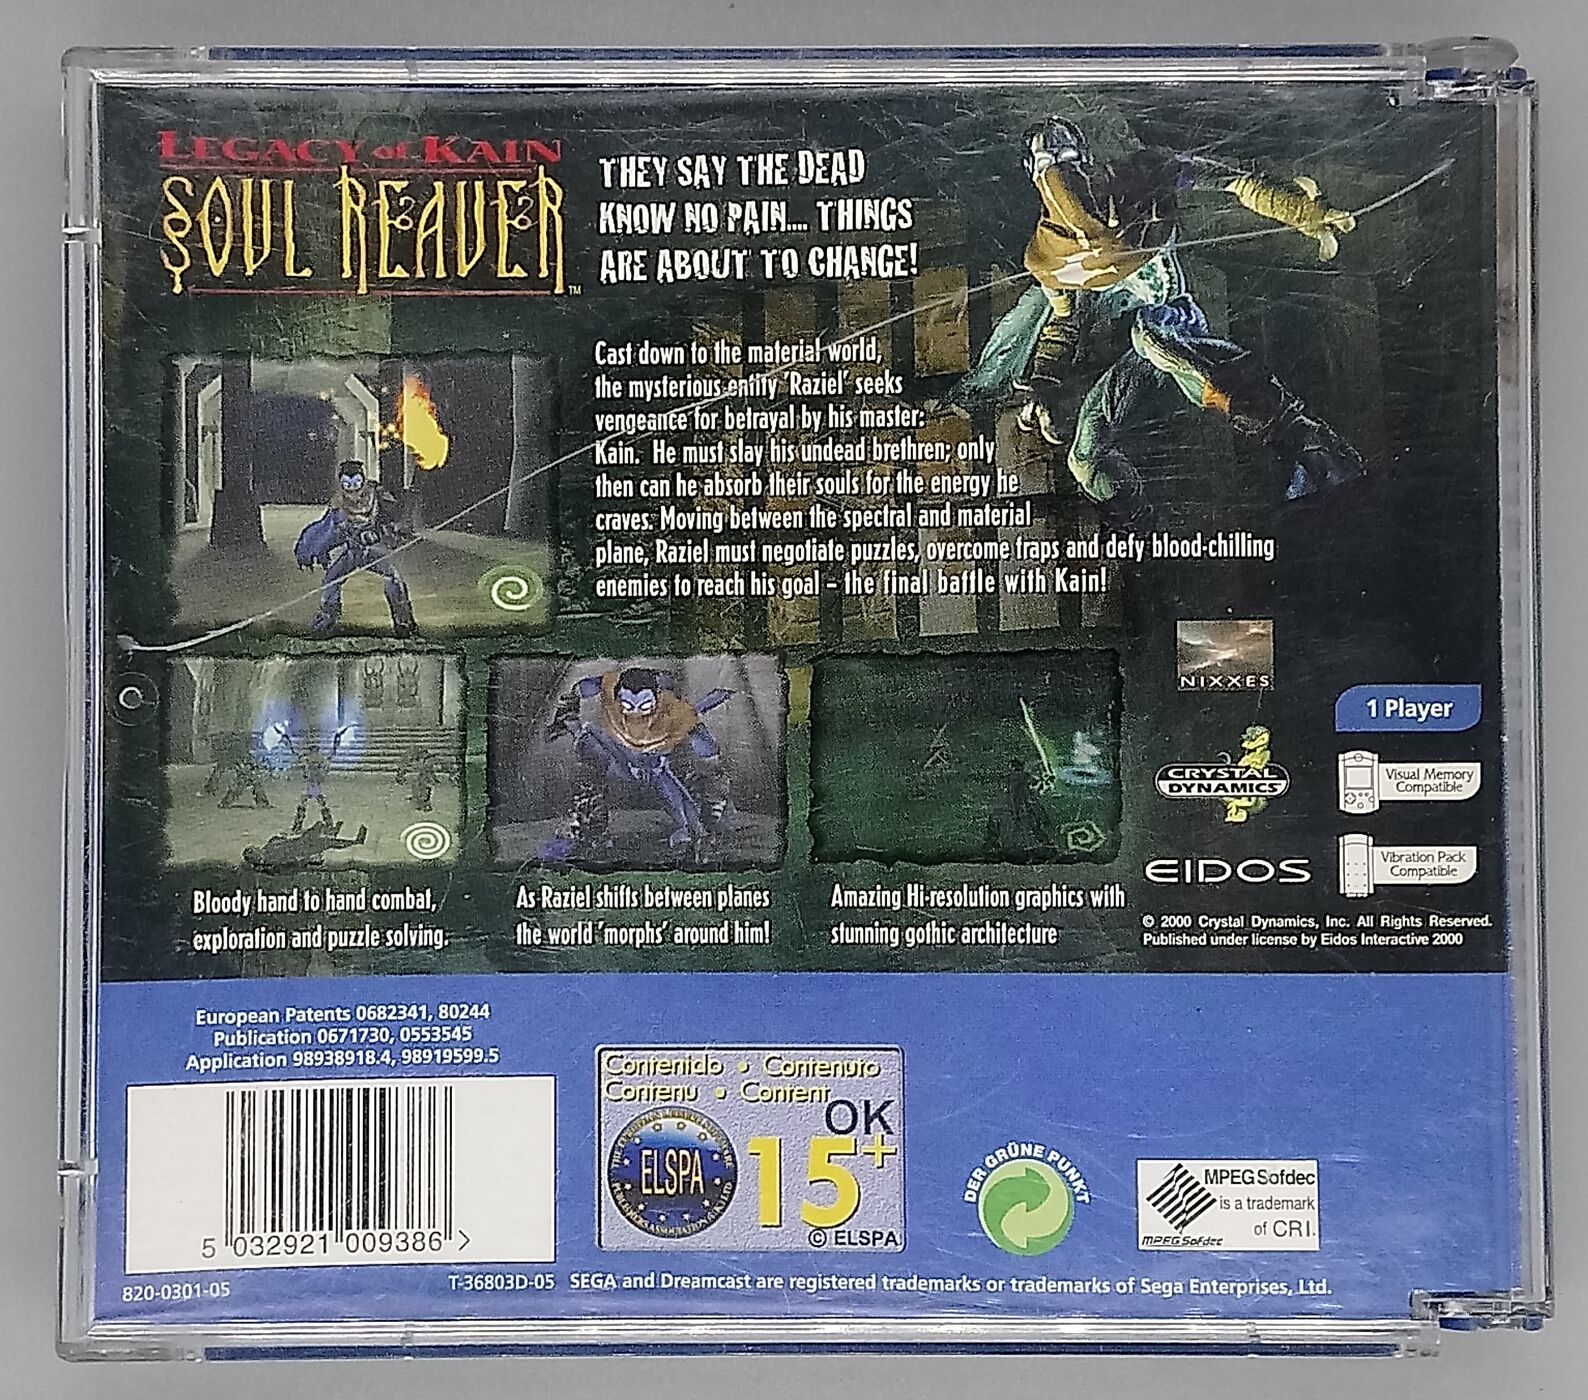 LEGACY of KAIN
SOUL REAVER™
THEY SAY THE DEAD
KNOW NO PAIN.... THINGS
ARE ABOUT TO CHANGE!
Cast down to the material world,
the mysterious entity 'Raziel' seeks
vengeance for betrayal by his master:
Kain. He must slay his undead brethren; only
then can he absorb their souls for the energy he
craves. Moving between the spectral and material
plane, Raziel must negotiate puzzles, overcome traps and defy blood-chilling
enemies to reach his goal – the final battle with Kain!
Bloody hand to hand combat,
exploration and puzzle solving.
As Raziel shifts between planes
the world 'morphs' around him!
Amazing Hi-resolution graphics with
stunning gothic architecture
NIXXES
CRYSTAL
DYNAMICS
EIDOS
1 Player
Visual Memory
Compatible
Vibration Pack
Compatible
© 2000 Crystal Dynamics, Inc. All Rights Reserved.
Published under license by Eidos Interactive 2000
European Patents 0682341, 80244
Publication 0671730, 0553545
Application 98938918.4, 98919599.5
5 032921 009386 >
820-0301-05
T-36803D-05
Contenido • Contenuto
Contenu • Content
OK
15+
ELSPA
© ELSPA
DER GRÜNE PUNKT
MPEG Sofdec
is a trademark
of CRI.
MPEG Sofdec
SEGA and Dreamcast are registered trademarks or trademarks of Sega Enterprises, Ltd.